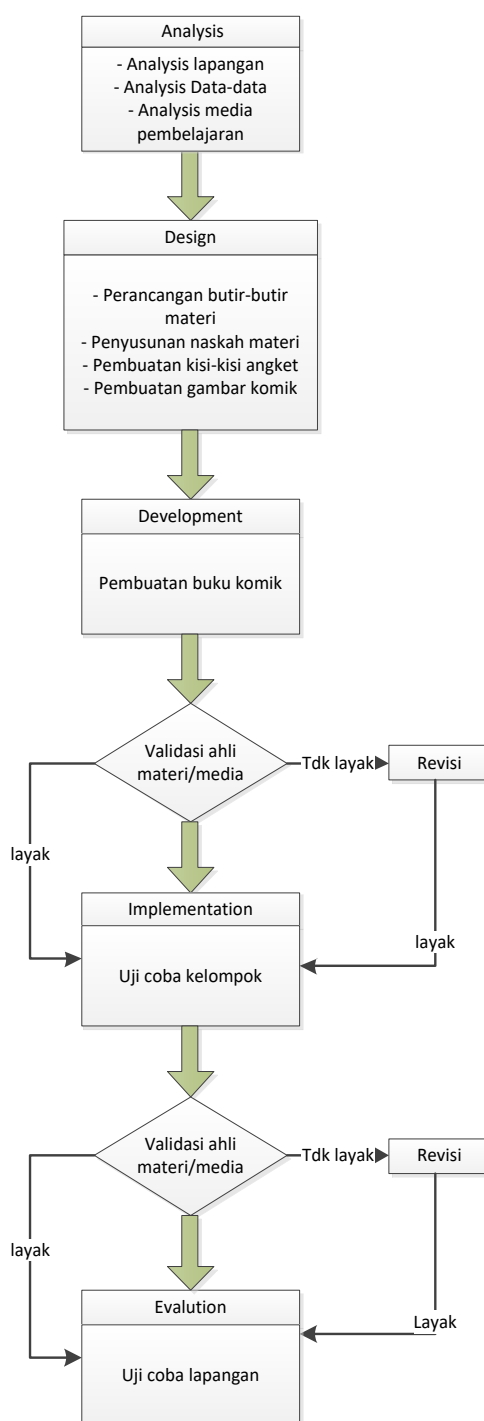 Analysis
- Analysis lapangan
- Analysis Data-data
- Analysis media
pembelajaran
Design
- Perancangan butir-butir
materi
- Penyusunan naskah materi
- Pembuatan kisi-kisi angket
- Pembuatan gambar komik
Development
Pembuatan buku komik
Validasi ahli
materi/media
Tdk layak
Revisi
layak
layak
Implementation
Uji coba kelompok
Validasi ahli
materi/media
Tdk layak
Revisi
layak
Layak
Evalution
Uji coba lapangan